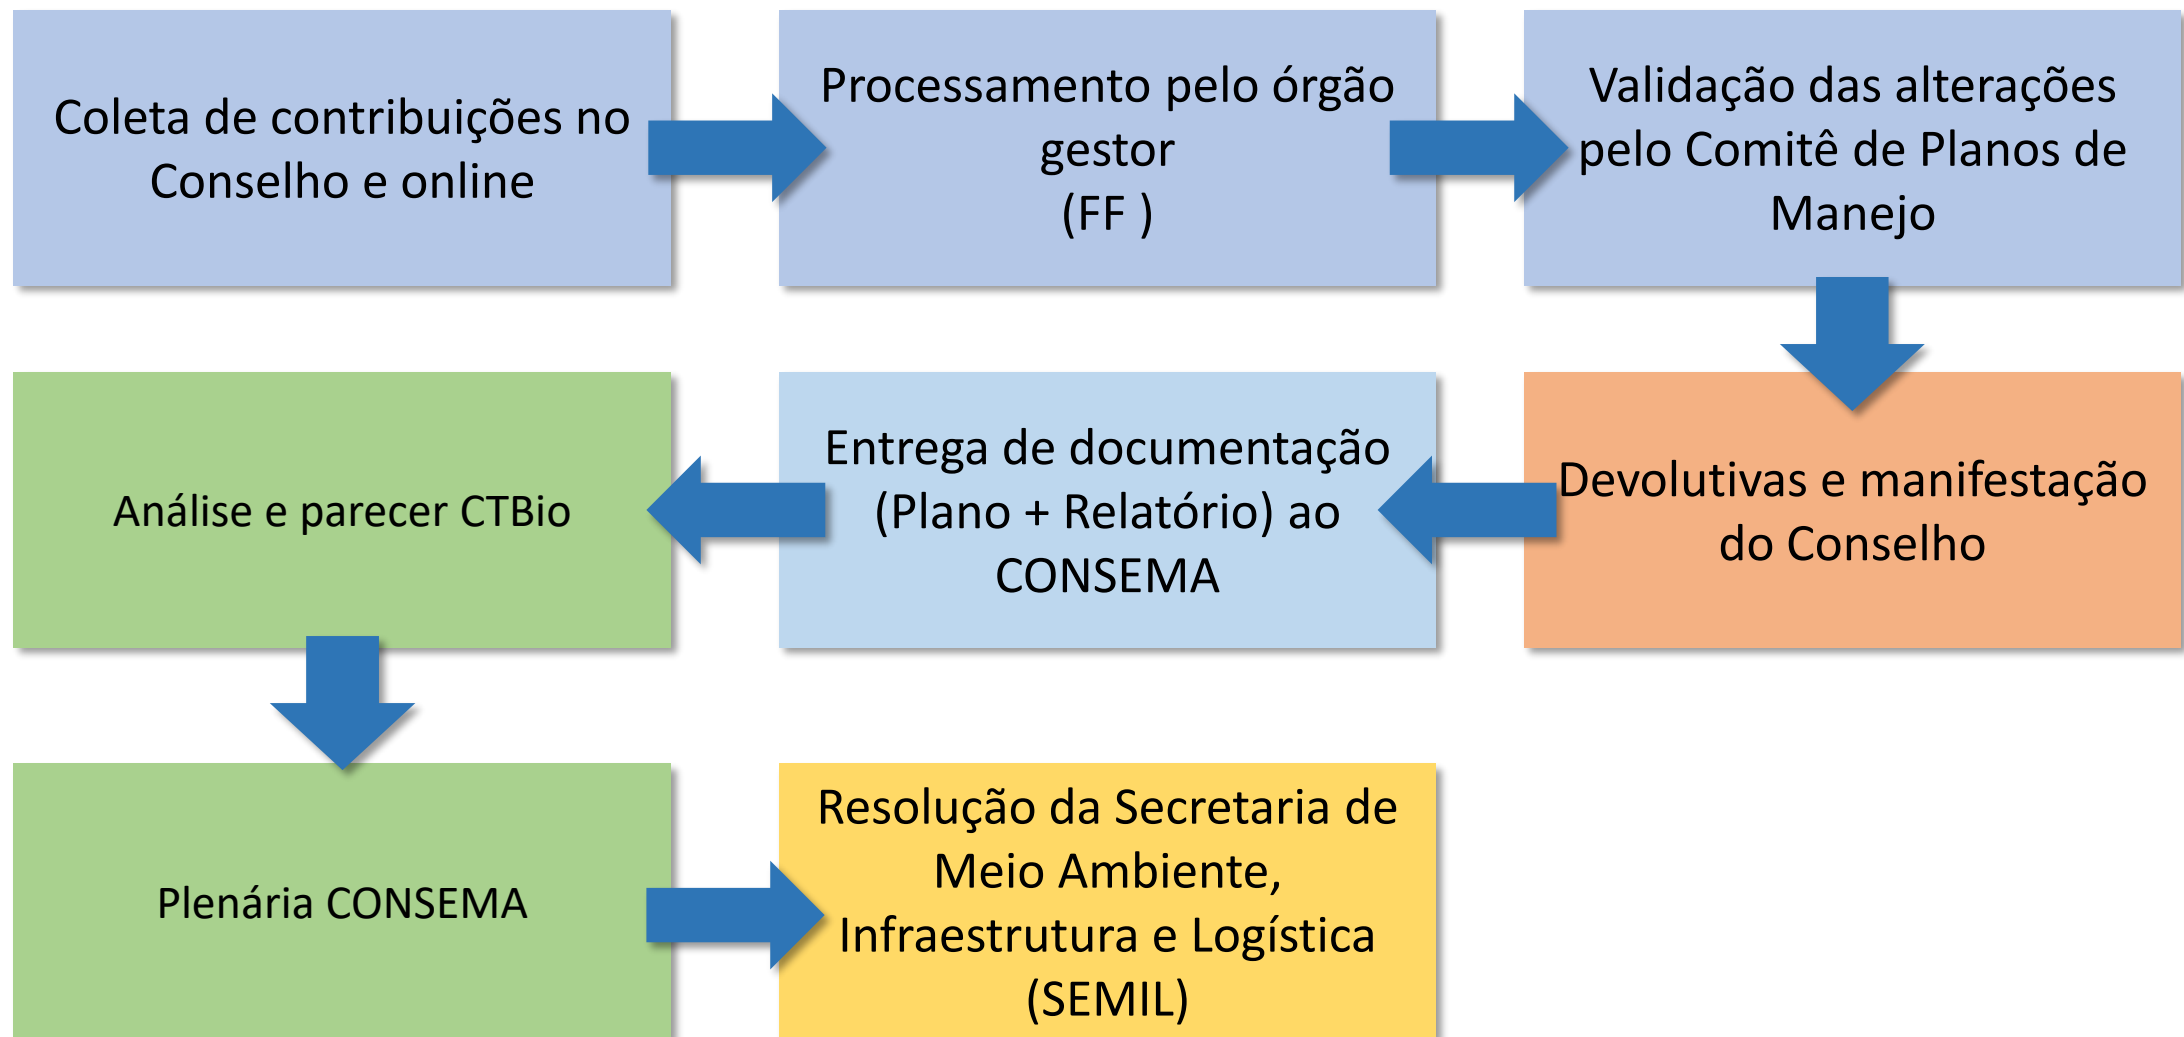 Coleta de contribuições no
Conselho e online
Processamento pelo órgão
gestor
(FF )
Validação das alterações
pelo Comitê de Planos de
Manejo
Devolutivas e manifestação
do Conselho
Entrega de documentação
(Plano + Relatório) ao
CONSEMA
Análise e parecer CTBio
Plenária CONSEMA
Resolução da Secretaria de
Meio Ambiente,
Infraestrutura e Logística
(SEMIL)